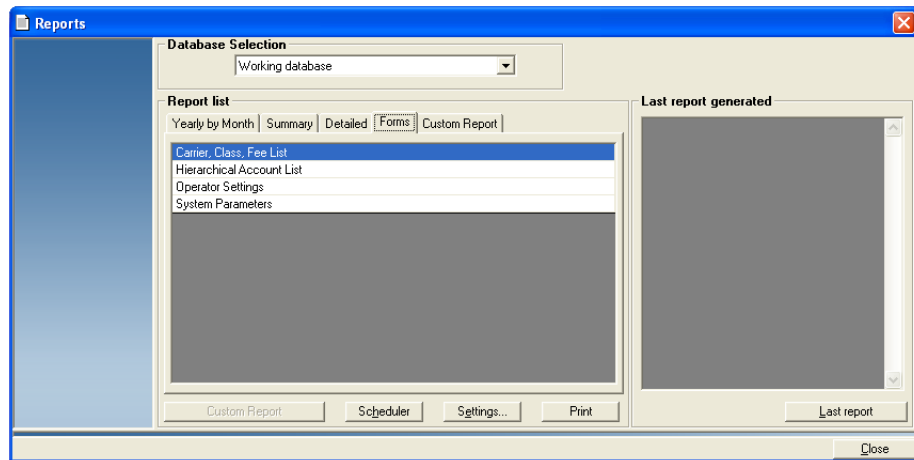 Reports
Database Selection
Working database
Report list
Yearly by Month Summary Detailed Forms Custom Report
Carrier, Class, Fee List
Hierarchical Account List
Operator Settings
System Parameters
Custom Report Scheduler Settings... Print
Last report generated
Last report
Close